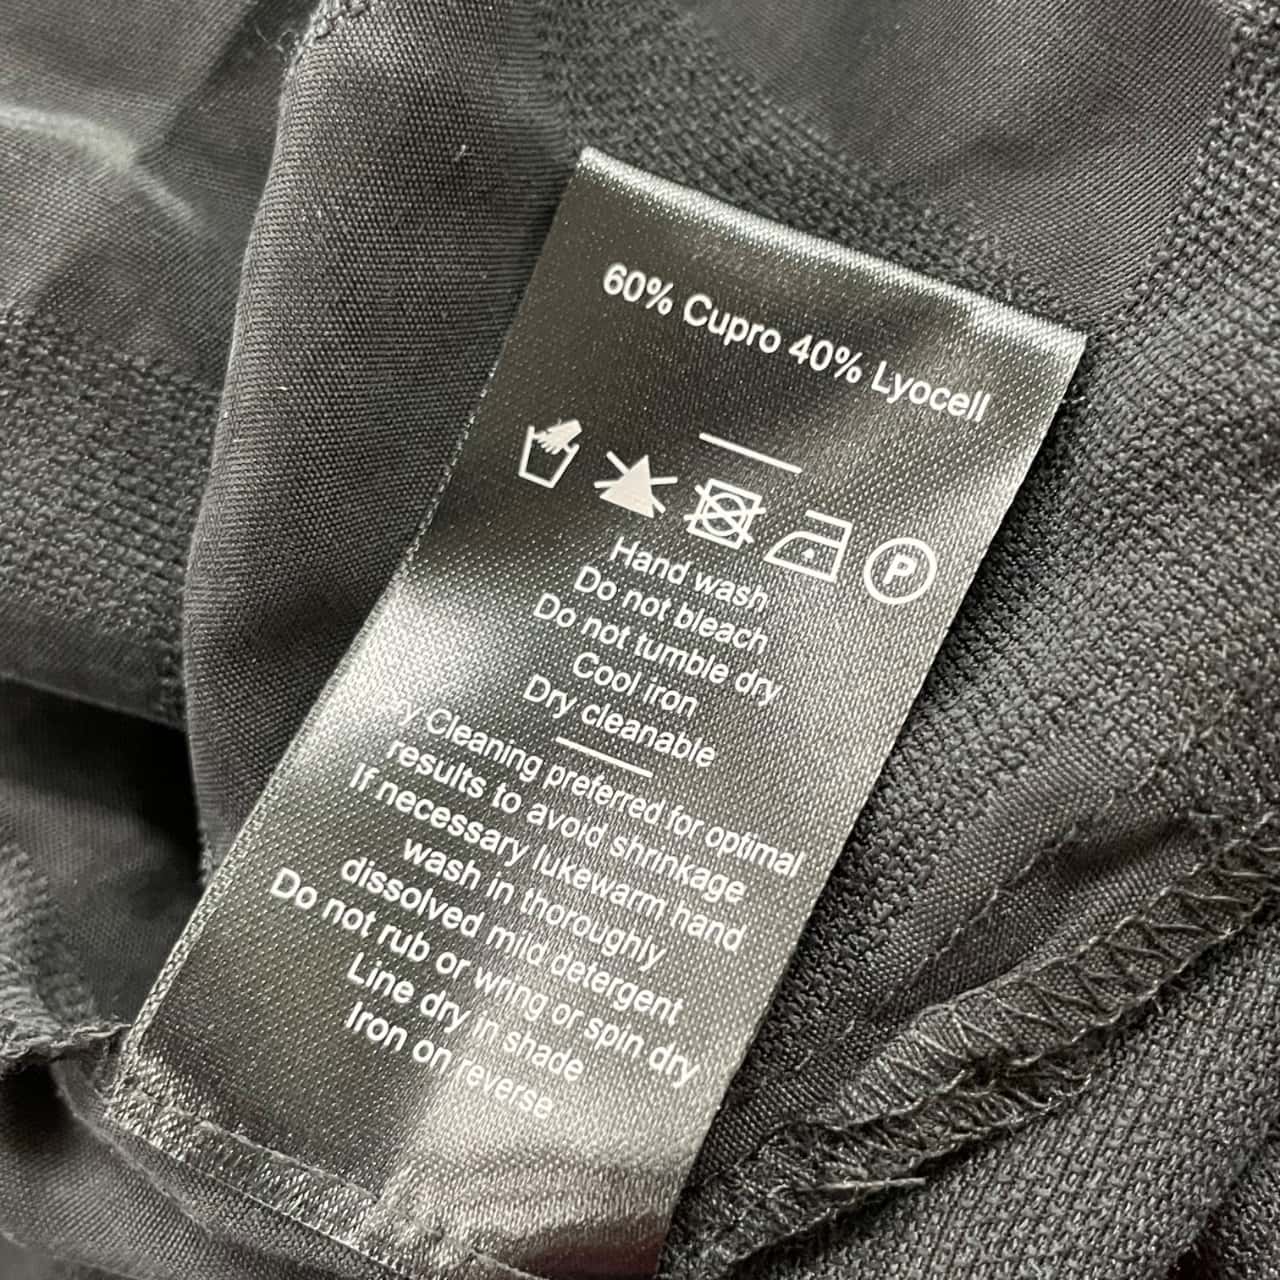 60% Cupro 40% Lyocell
P
Hand wash
Do not bleach
Do not tumble dry
Cool iron
Dry cleanable
Cleaning preferred for optimal
results to avoid shrinkage
If necessary lukewarm hand
wash in thoroughly
dissolved mild detergent
Do not rub or wring or spin dry
Line dry in shade
Iron on reverse